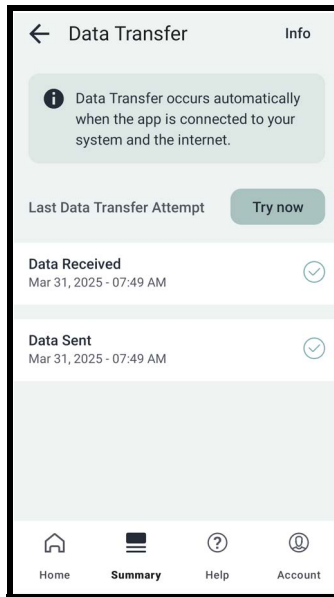 Data Transfer
Info
Data Transfer occurs automatically
when the app is connected to your
system and the internet.
Last Data Transfer Attempt
Try now
Data Received
Mar 31, 2025 - 07:49 AM
Data Sent
Mar 31, 2025 - 07:49 AM
Home
Summary
Help
Account